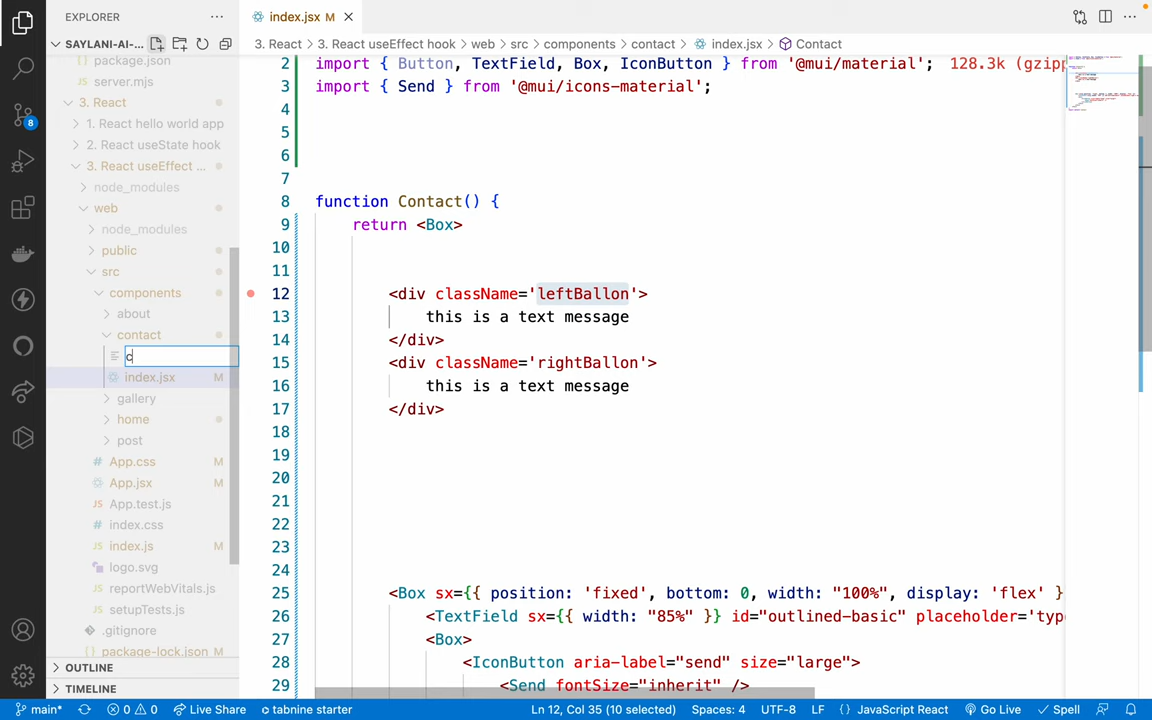 EXPLORER
SAYLANI-AI-...
package.json
server.mjs
3. React
1. React hello world app
2. React useState hook
3. React useEffect ...
node_modules
web
node_modules
public
src
components
about
contact
c
index.jsx M
gallery
home
post
# App.css M
App.jsx M
JS App.test.js
# index.css
JS index.js M
logo.svg
JS reportWebVitals.js
JS setupTests.js
.gitignore
package-lock.json M
OUTLINE
TIMELINE
8
index.jsx M
3. React > 3. React useEffect hook > web > src > components > contact > index.jsx > Contact
2 import { Button, TextField, Box, IconButton } from '@mui/material'; 128.3k (gzipp
3 import { Send } from '@mui/icons-material';
4
5
6
7
8 function Contact() {
9 return <Box>
10
11
12 <div className='leftBallon'>
13 this is a text message
14 </div>
15 <div className='rightBallon'>
16 this is a text message
17 </div>
18
19
20
21
22
23
24
25 <Box sx={{ position: 'fixed', bottom: 0, width: "100%", display: 'flex' }
26 <TextField sx={{ width: "85%" }} id="outlined-basic" placeholder='typ
27 <Box>
28 <IconButton aria-label="send" size="large">
29 <Send fontSize="inherit" />
main* 0 0 Live Share tabnine starter Ln 12, Col 35 (10 selected) Spaces: 4 UTF-8 LF {} JavaScript React Go Live Spell